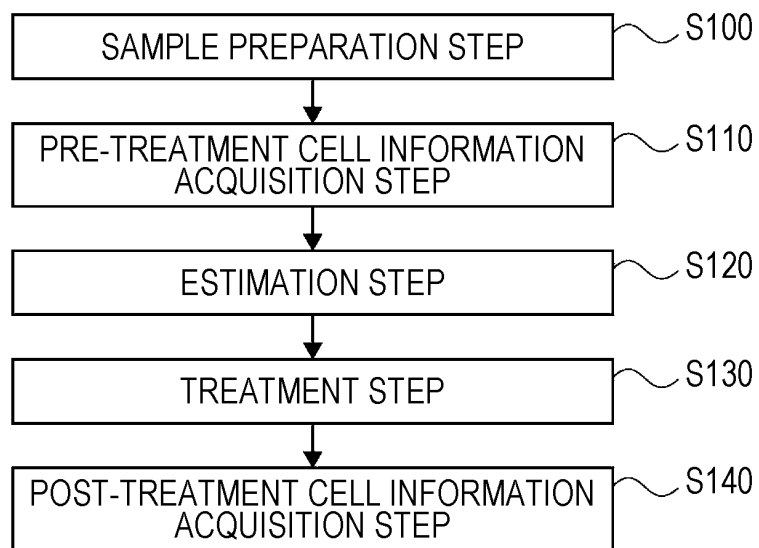 SAMPLE PREPARATION STEP
S100
PRE-TREATMENT CELL INFORMATION
ACQUISITION STEP
S110
ESTIMATION STEP
S120
TREATMENT STEP
S130
POST-TREATMENT CELL INFORMATION
ACQUISITION STEP
S140